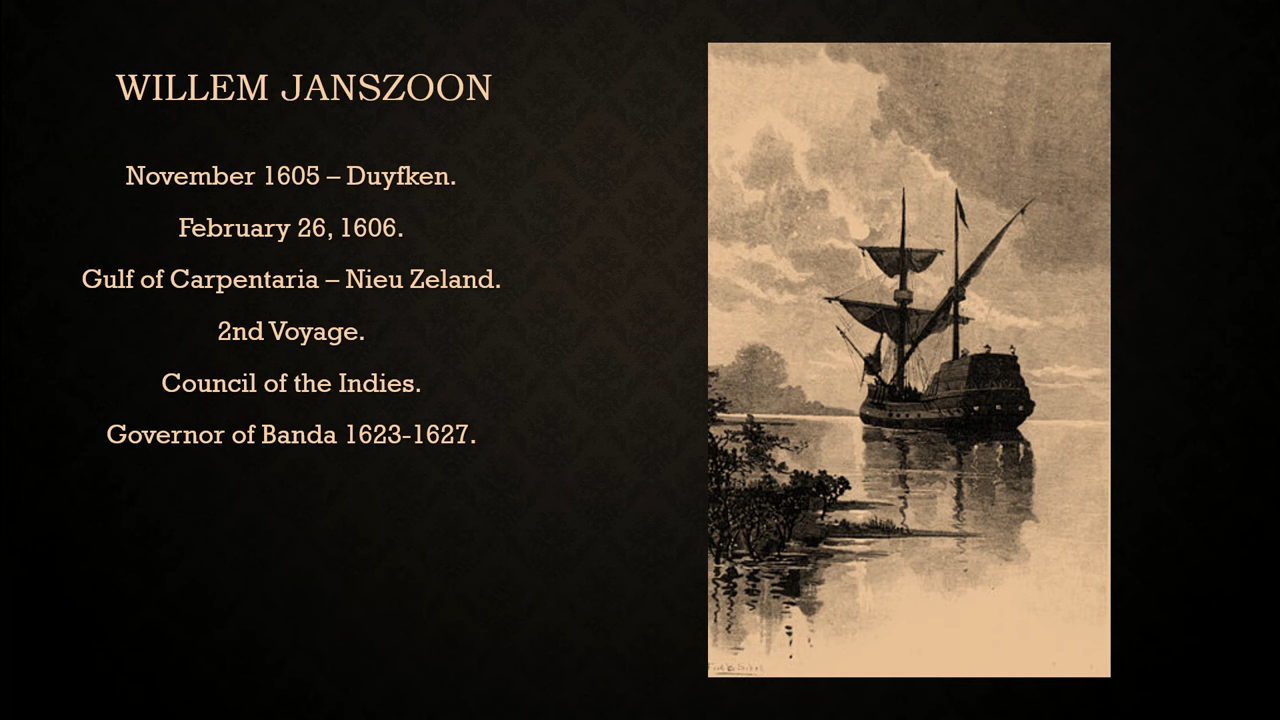 WILLEM JANSZOON
November 1605 – Duyfken.
February 26, 1606.
Gulf of Carpentaria – Nieu Zeland.
2nd Voyage.
Council of the Indies.
Governor of Banda 1623-1627.